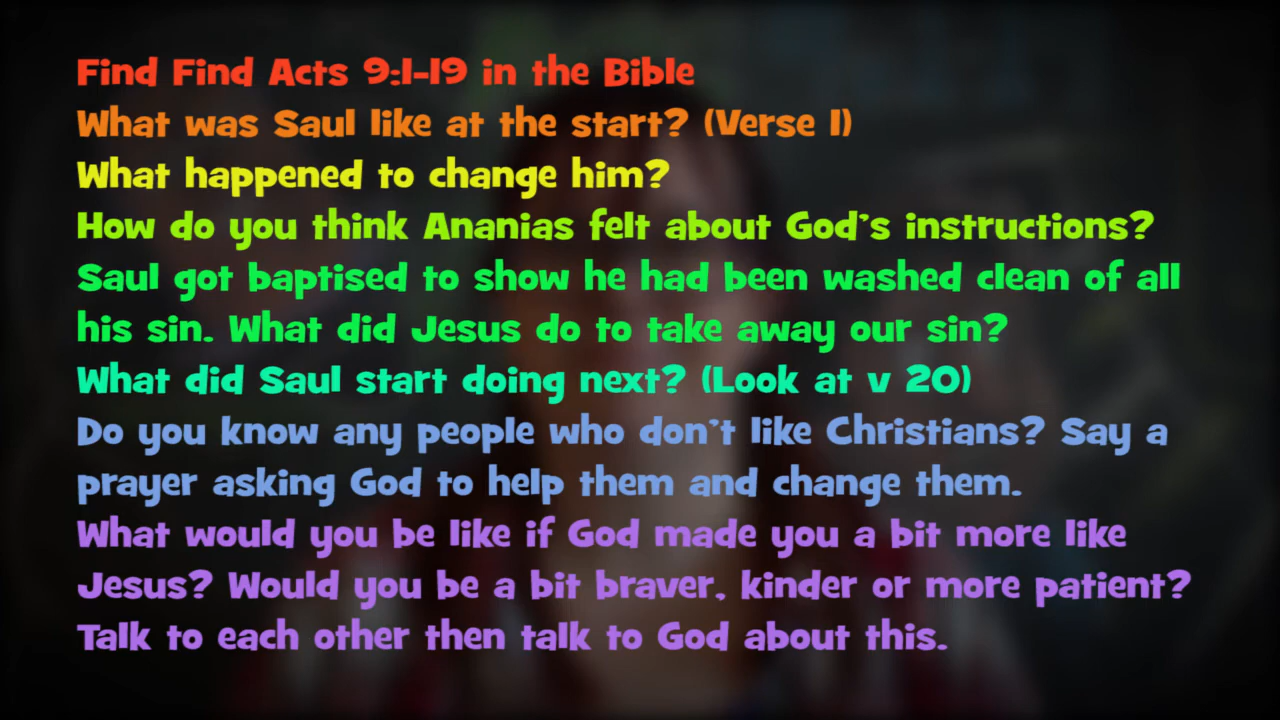 Find Find Acts 9:1-19 in the Bible
What was Saul like at the start? (Verse 1)
What happened to change him?
How do you think Ananias felt about God's instructions?
Saul got baptised to show he had been washed clean of all
his sin. What did Jesus do to take away our sin?
What did Saul start doing next? (Look at v 20)
Do you know any people who don't like Christians? Say a
prayer asking God to help them and change them.
What would you be like if God made you a bit more like
Jesus? Would you be a bit braver, kinder or more patient?
Talk to each other then talk to God about this.